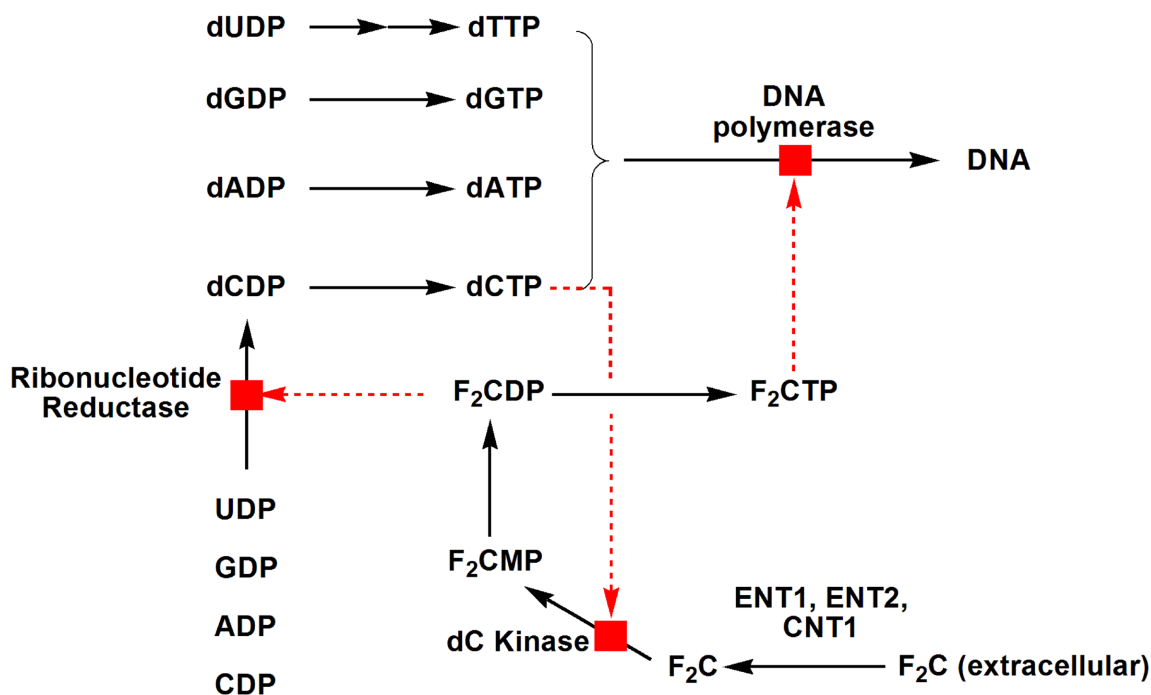 dUDP dTTP
dGDP dGTP
DNA
polymerase
DNA
dADP dATP
dCDP dCTP
Ribonucleotide
Reductase
F₂CDP F₂CTP
UDP
GDP
F₂CMP
ADP
CDP
dC Kinase
ENT1, ENT2,
CNT1
F₂C F₂C (extracellular)